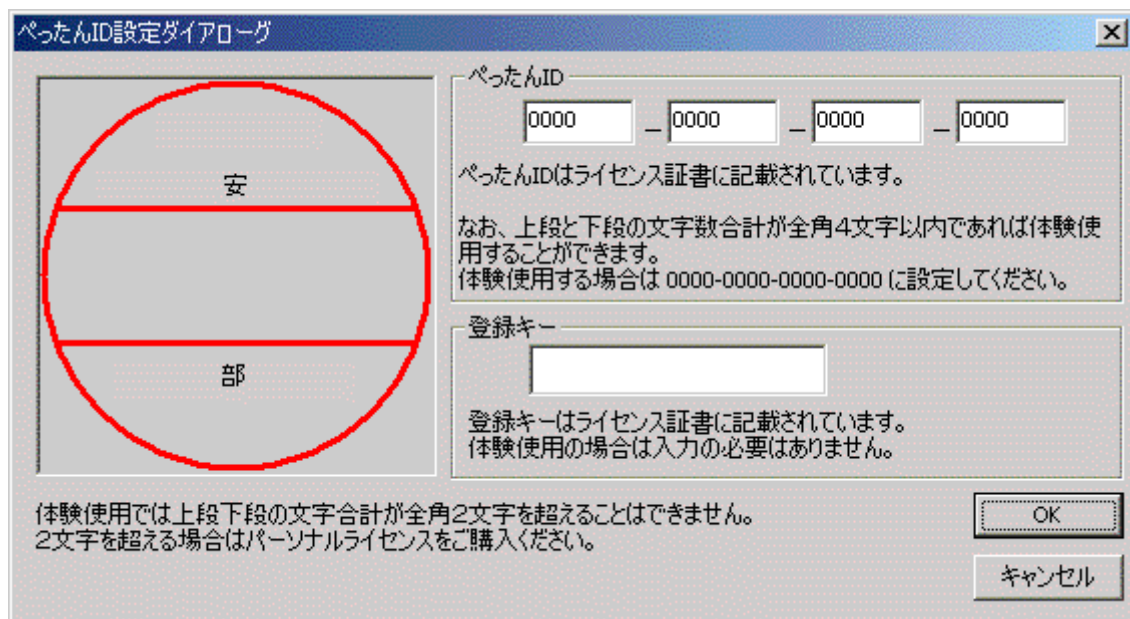 ぺったんID設定ダイアローグ
安
部
ぺったんID
0000 _ 0000 _ 0000 _ 0000
ぺったんIDはライセンス証書に記載されています。
なお、上段と下段の文字数合計が全角4文字以内であれば体験使
用することができます。
体験使用する場合は 0000-0000-0000-0000 に設定してください。
登録キー
登録キーはライセンス証書に記載されています。
体験使用の場合は入力の必要はありません。
体験使用では上段下段の文字合計が全角2文字を超えることはできません。
2文字を超える場合はパーソナルライセンスをご購入ください。
OK
キャンセル